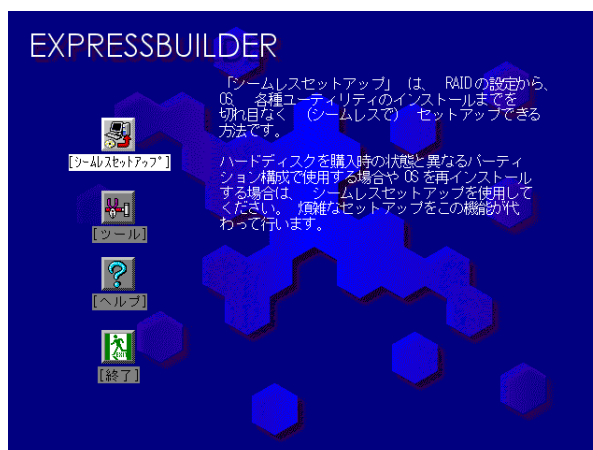 EXPRESSBUILDER
「シームレスセットアップ」 は、 RAIDの設定から、
OS、 各種ユーティリティのインストールまでを
切れ目なく （シームレスで） セットアップできる
方法です。
ハードディスクを購入時の状態と異なるパーティ
ション構成で使用する場合や OS を再インストール
する場合は、 シームレスセットアップを使用して
ください。 煩雑なセットアップをこの機能が代
わって行います。
[シームレスセットアップ]
[ツール]
[ヘルプ]
EXIT
[終了]